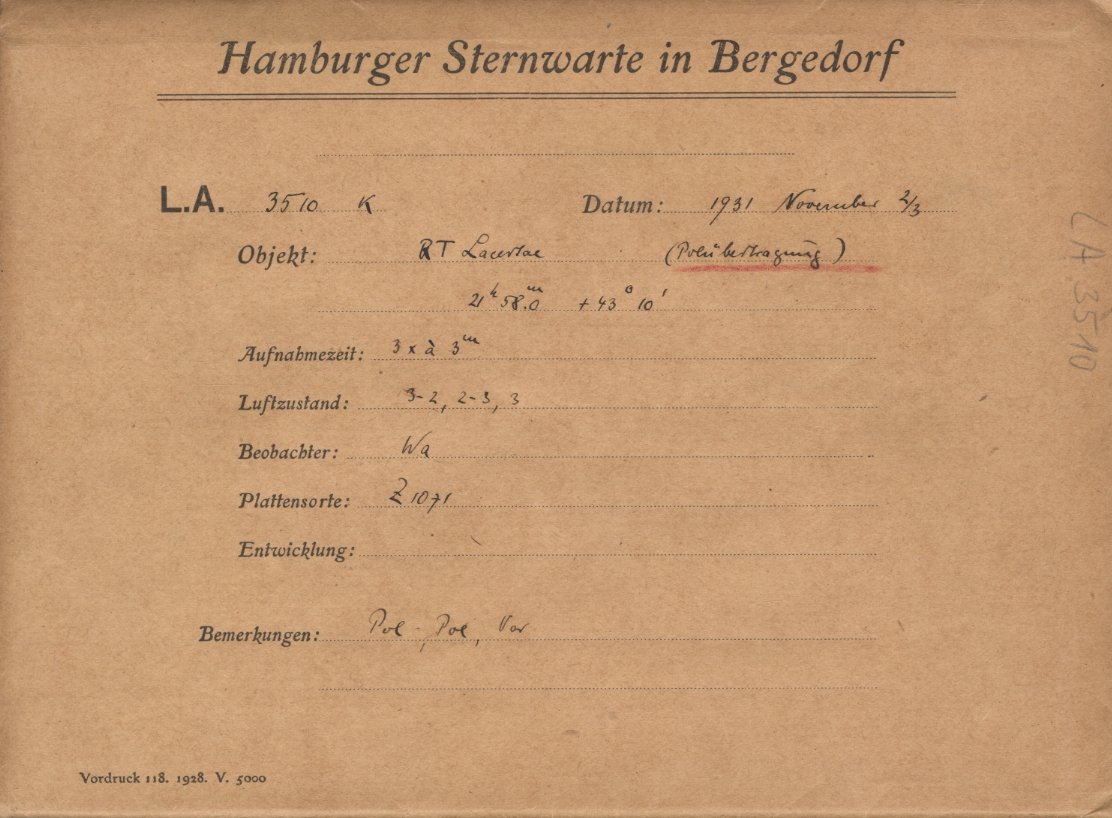 Hamburger Sternwarte in Bergedorf
L.A. 3510 K Datum: 1931 November 2/3
Objekt: RT Lacertae (Polübertragung)
21ʰ 58.ᵐ0 + 43° 10'
Aufnahmezeit: 3 x à 3ᵐ
Luftzustand: 3-2, 2-3, 3
Beobachter: Wa
Plattensorte: Z 1071
Entwicklung:
Bemerkungen: Pol, Pol, Var
Vordruck 118. 1928. V. 5000
LA 3510